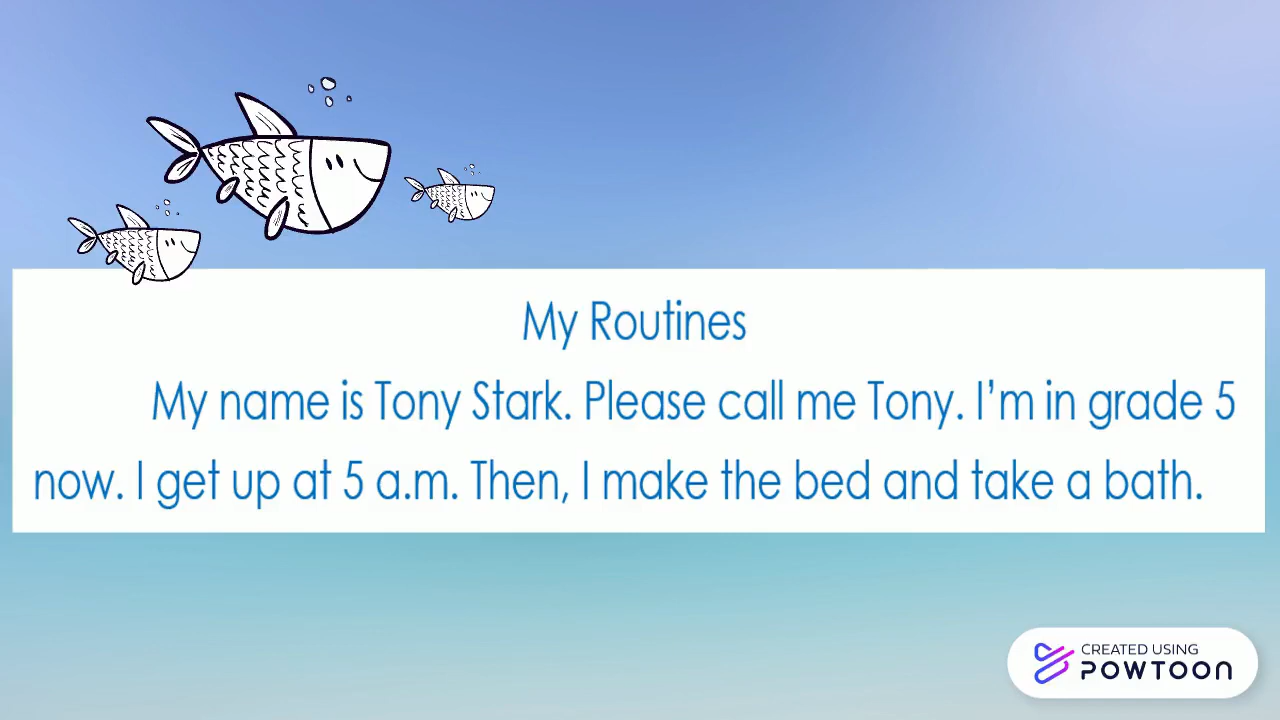 My Routines
My name is Tony Stark. Please call me Tony. I’m in grade 5
now. I get up at 5 a.m. Then, I make the bed and take a bath.
CREATED USING
POWTOON